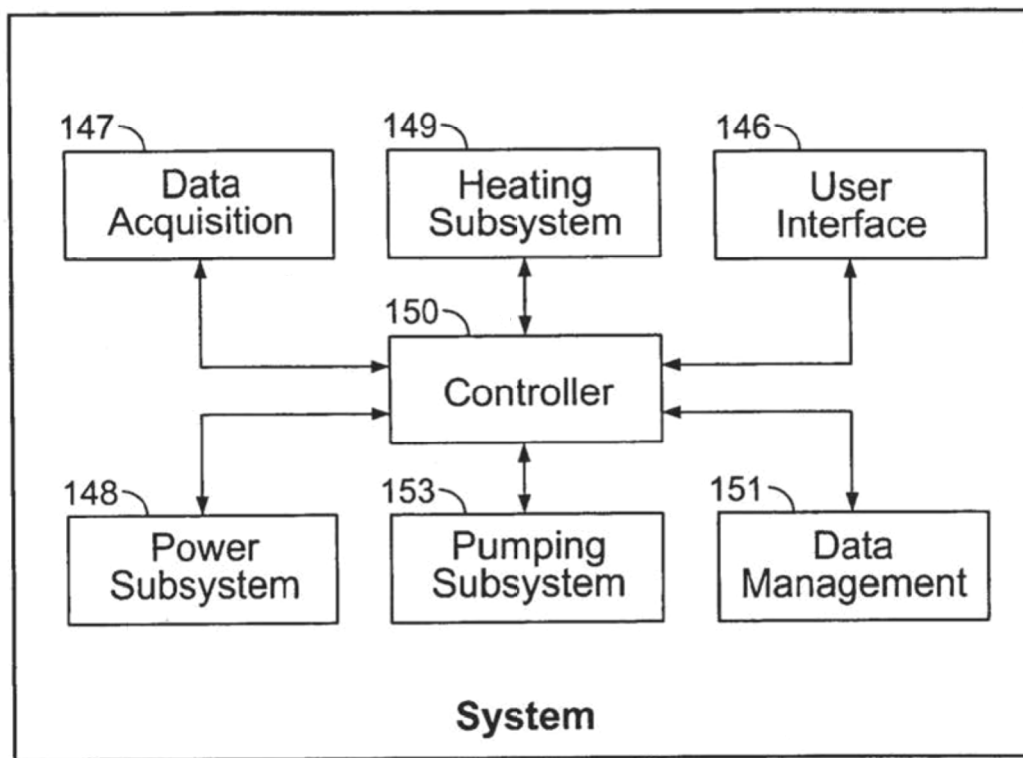 147
Data
Acquisition
149
Heating
Subsystem
146
User
Interface
150
Controller
148
Power
Subsystem
153
Pumping
Subsystem
151
Data
Management
System